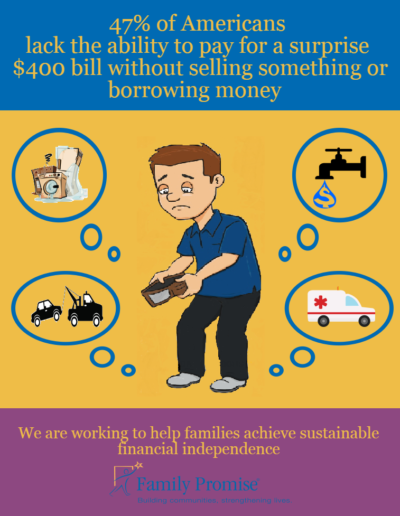 47% of Americans
lack the ability to pay for a surprise
$400 bill without selling something or
borrowing money
$
We are working to help families achieve sustainable
financial independence
Family Promise